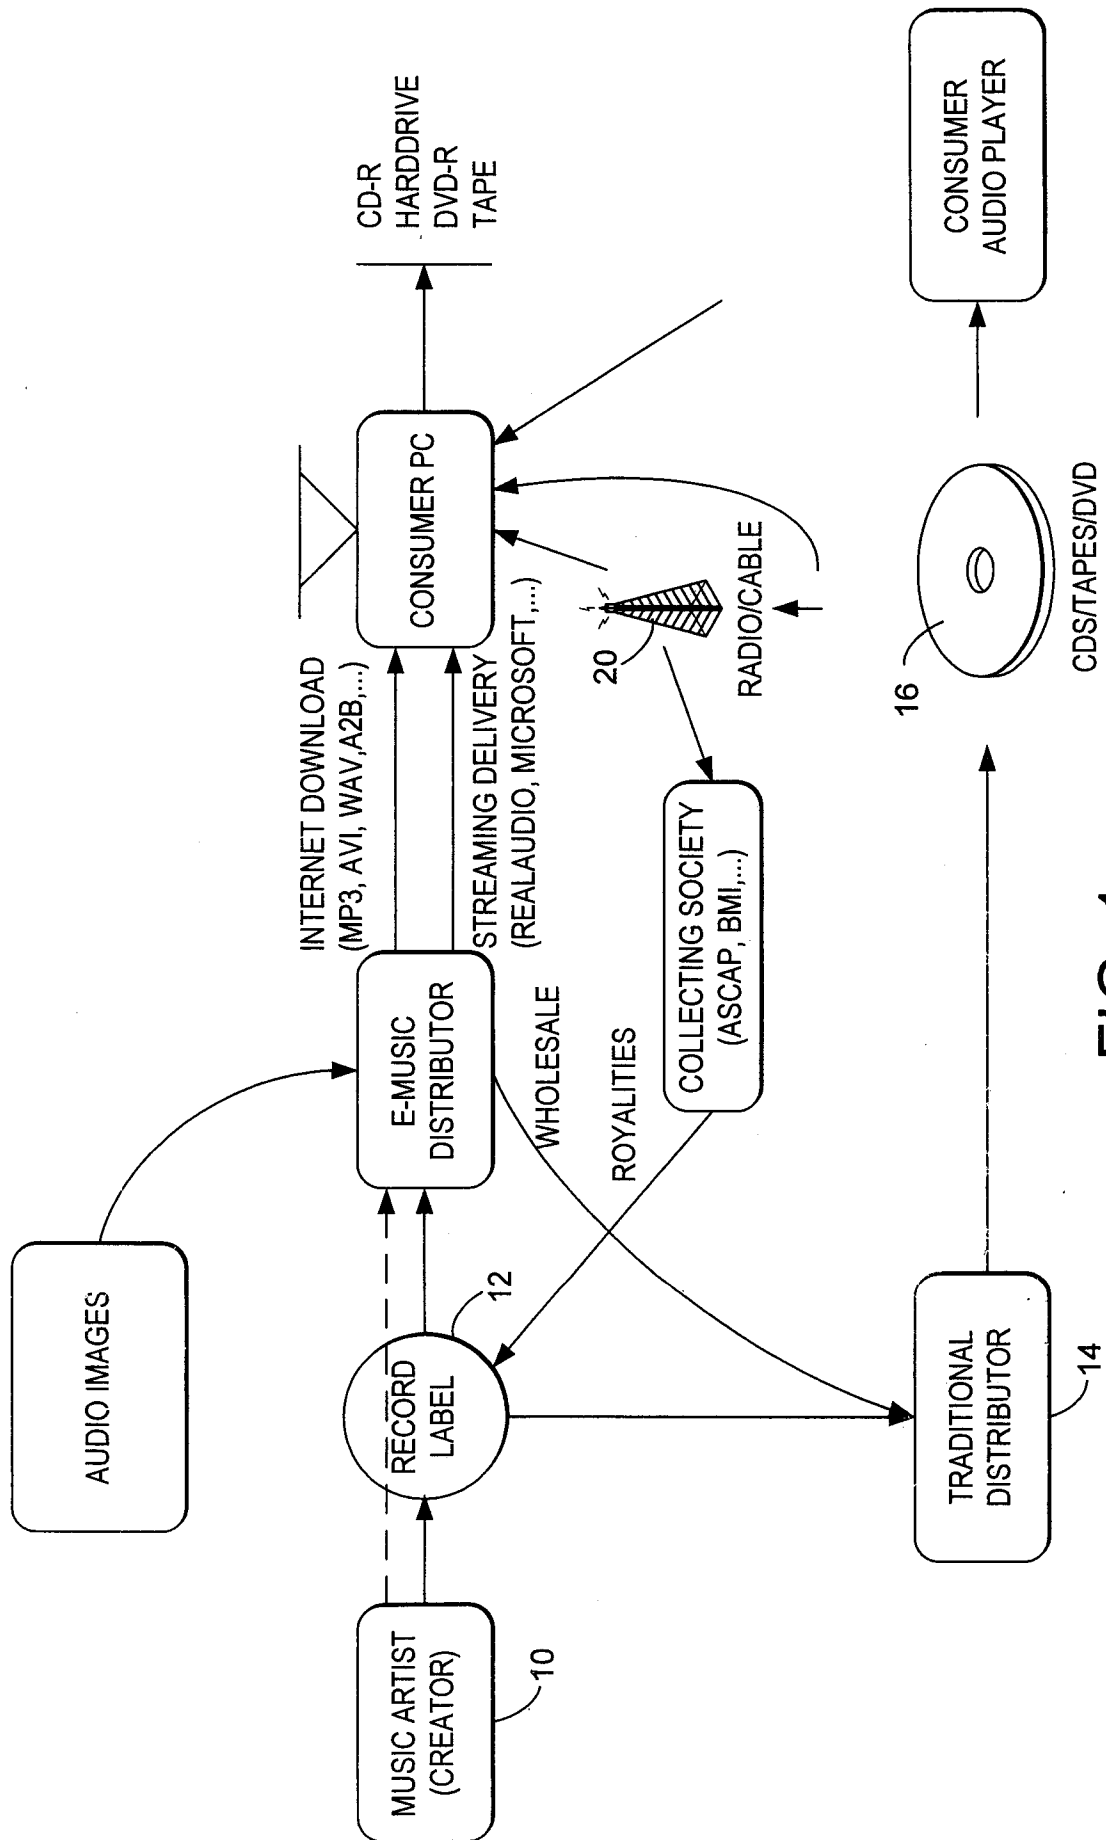 AUDIO IMAGES
MUSIC ARTIST
(CREATOR)
10
RECORD
LABEL
12
E-MUSIC
DISTRIBUTOR
INTERNET DOWNLOAD
(MP3, AVI, WAV,A2B,...)
STREAMING DELIVERY
(REALAUDIO, MICROSOFT,...)
CONSUMER PC
CD-R
HARDDRIVE
DVD-R
TAPE
WHOLESALE
ROYALITIES
COLLECTING SOCIETY
(ASCAP, BMI,...)
20
RADIO/CABLE
TRADITIONAL
DISTRIBUTOR
14
16
CDS/TAPES/DVD
CONSUMER
AUDIO PLAYER